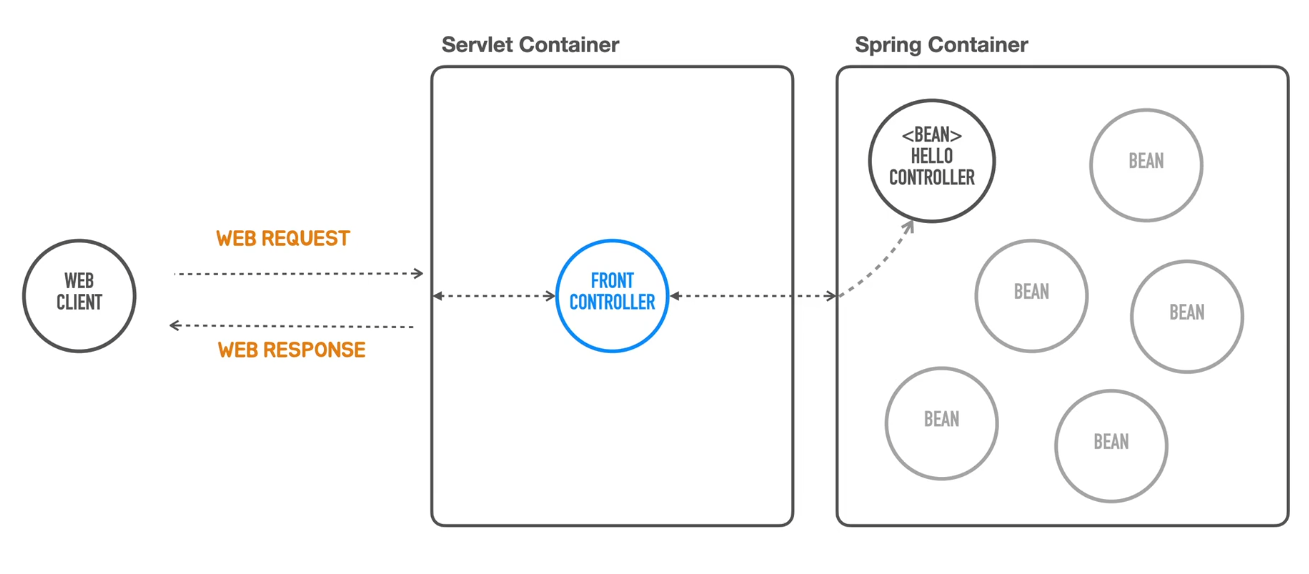 Servlet Container
Spring Container
<BEAN>
HELLO
CONTROLLER
BEAN
WEB REQUEST
WEB
CLIENT
FRONT
CONTROLLER
BEAN
BEAN
WEB RESPONSE
BEAN
BEAN